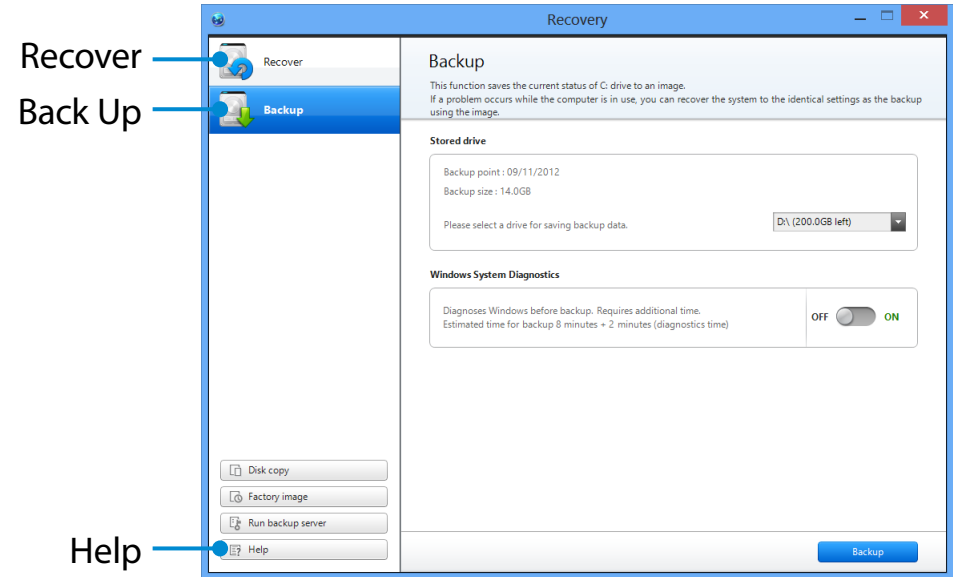 Recovery
Recover
Back Up
Help
Recover
Backup
Disk copy
Factory image
Run backup server
Help
Backup
This function saves the current status of C: drive to an image.
If a problem occurs while the computer is in use, you can recover the system to the identical settings as the backup
using the image.
Stored drive
Backup point : 09/11/2012
Backup size : 14.0GB
Please select a drive for saving backup data.
D:\ (200.0GB left)
Windows System Diagnostics
Diagnoses Windows before backup. Requires additional time.
Estimated time for backup 8 minutes + 2 minutes (diagnostics time)
OFF
ON
Backup